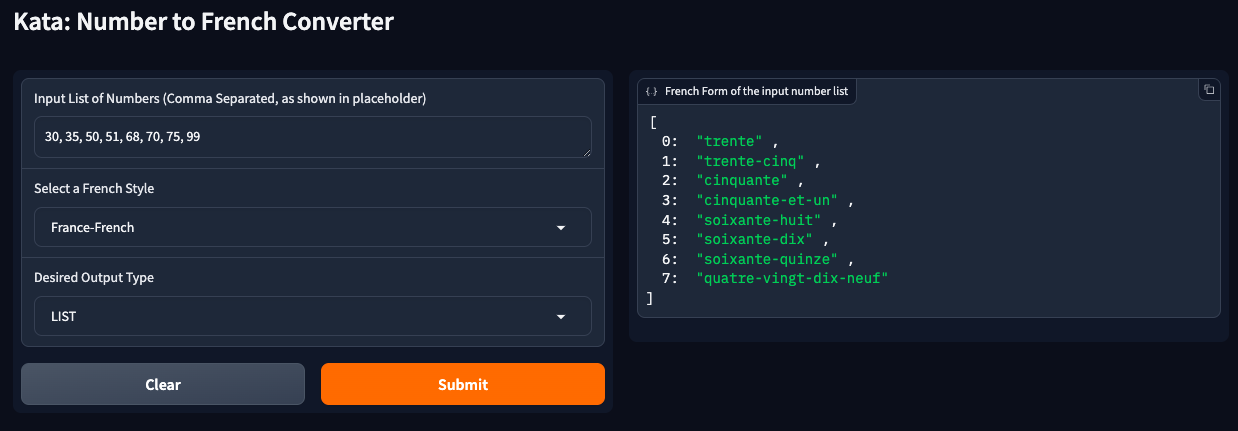 Kata: Number to French Converter
Input List of Numbers (Comma Separated, as shown in placeholder)
30, 35, 50, 51, 68, 70, 75, 99
Select a French Style
France-French
Desired Output Type
LIST
Clear
Submit
{ } French Form of the input number list
[
0: "trente" ,
1: "trente-cinq" ,
2: "cinquante" ,
3: "cinquante-et-un" ,
4: "soixante-huit" ,
5: "soixante-dix" ,
6: "soixante-quinze" ,
7: "quatre-vingt-dix-neuf"
]